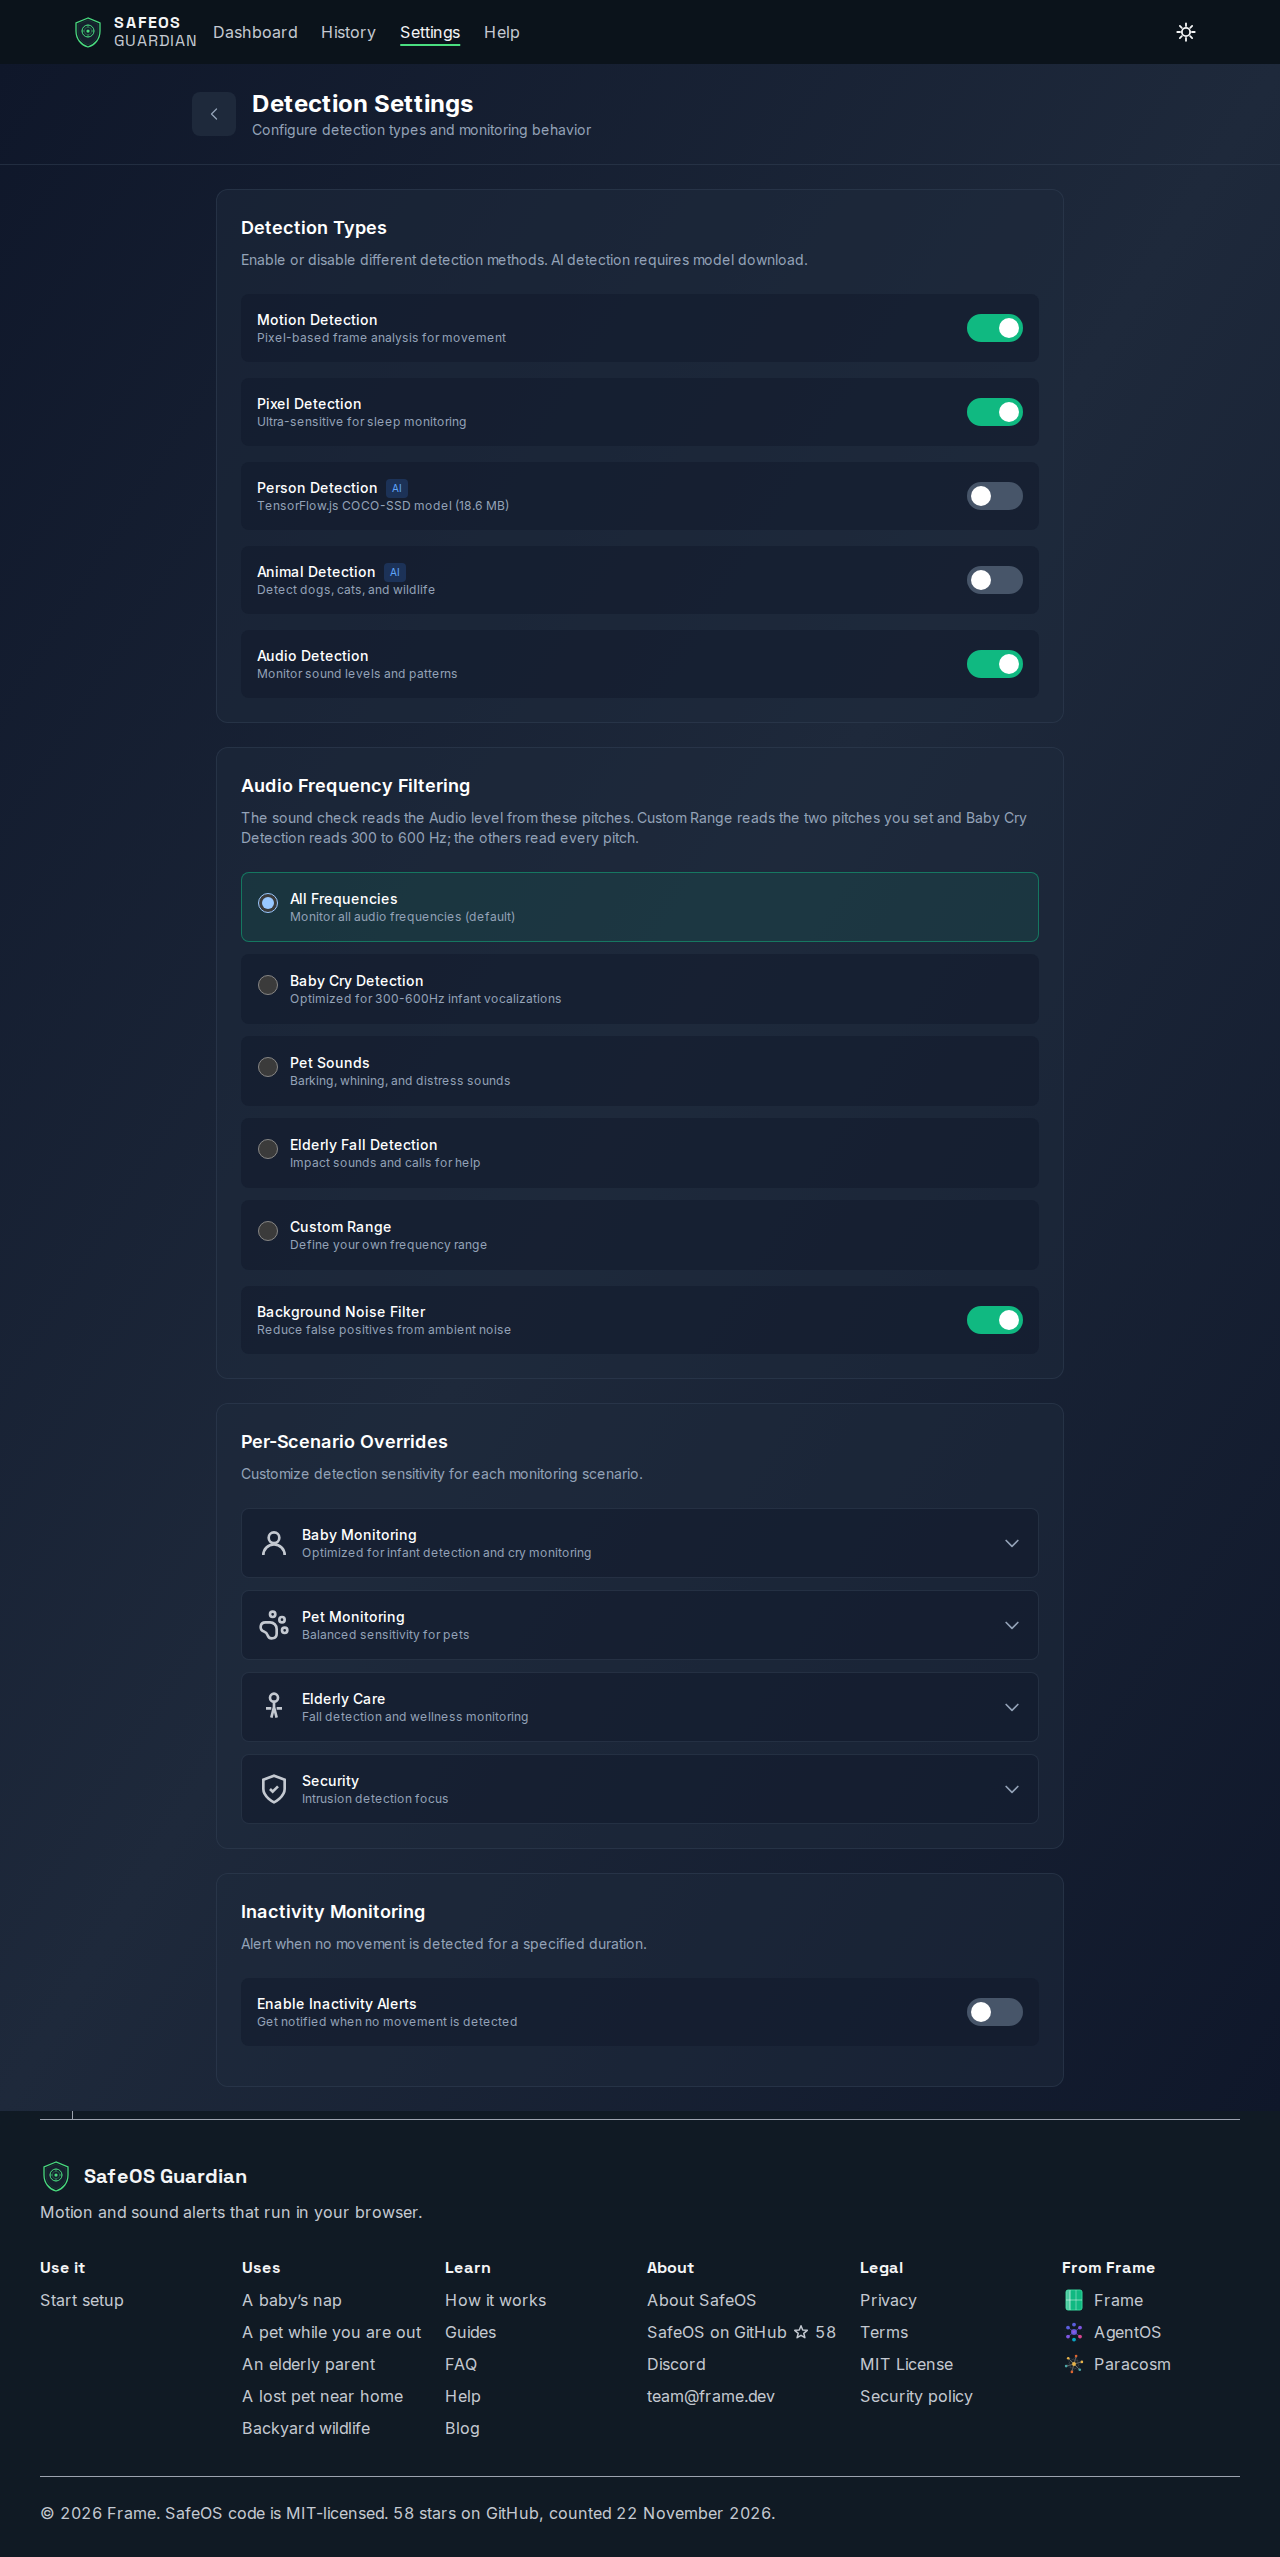 SAFEOS
GUARDIAN
Dashboard
History
Settings
Help
Detection Settings
Configure detection types and monitoring behavior
Detection Types
Enable or disable different detection methods. AI detection requires model download.
Motion Detection
Pixel-based frame analysis for movement
Pixel Detection
Ultra-sensitive for sleep monitoring
Person Detection AI
TensorFlow.js COCO-SSD model (18.6 MB)
Animal Detection AI
Detect dogs, cats, and wildlife
Audio Detection
Monitor sound levels and patterns
Audio Frequency Filtering
The sound check reads the Audio level from these pitches. Custom Range reads the two pitches you set and Baby Cry
Detection reads 300 to 600 Hz; the others read every pitch.
All Frequencies
Monitor all audio frequencies (default)
Baby Cry Detection
Optimized for 300-600Hz infant vocalizations
Pet Sounds
Barking, whining, and distress sounds
Elderly Fall Detection
Impact sounds and calls for help
Custom Range
Define your own frequency range
Background Noise Filter
Reduce false positives from ambient noise
Per-Scenario Overrides
Customize detection sensitivity for each monitoring scenario.
Baby Monitoring
Optimized for infant detection and cry monitoring
Pet Monitoring
Balanced sensitivity for pets
Elderly Care
Fall detection and wellness monitoring
Security
Intrusion detection focus
Inactivity Monitoring
Alert when no movement is detected for a specified duration.
Enable Inactivity Alerts
Get notified when no movement is detected
SafeOS Guardian
Motion and sound alerts that run in your browser.
Use it
Start setup
Uses
A baby's nap
A pet while you are out
An elderly parent
A lost pet near home
Backyard wildlife
Learn
How it works
Guides
FAQ
Help
Blog
About
About SafeOS
SafeOS on GitHub ☆ 58
Discord
team@frame.dev
Legal
Privacy
Terms
MIT License
Security policy
From Frame
Frame
AgentOS
Paracosm
© 2026 Frame. SafeOS code is MIT-licensed. 58 stars on GitHub, counted 22 November 2026.